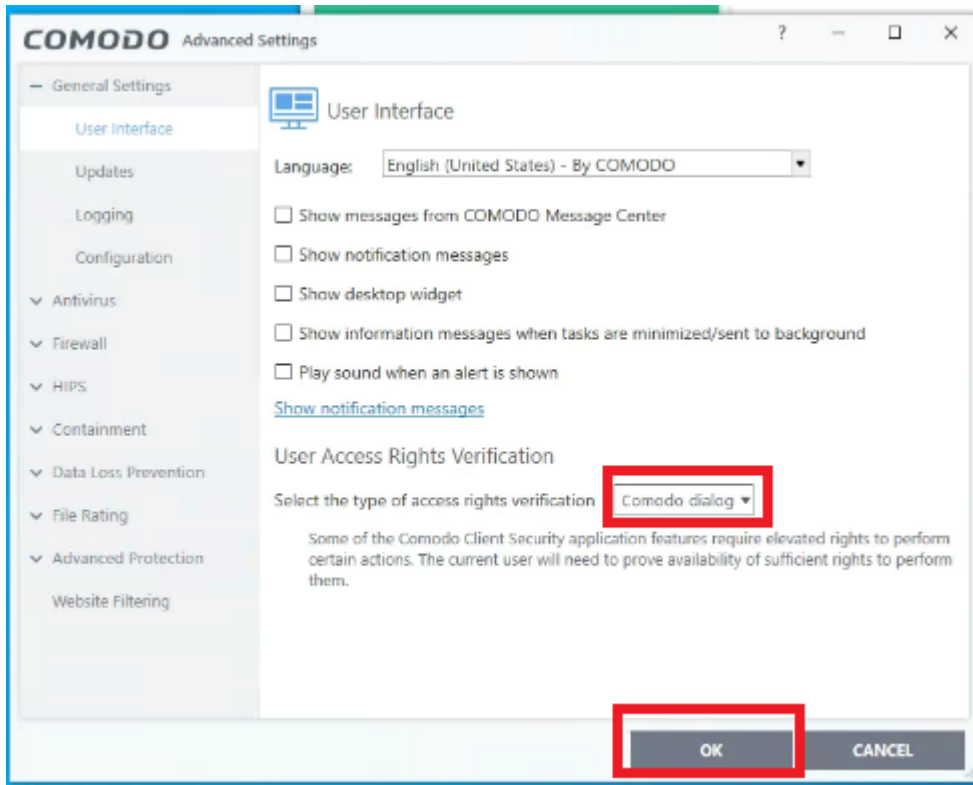 COMODO Advanced Settings
?
General Settings
User Interface
Updates
Logging
Configuration
Antivirus
Firewall
HIPS
Containment
Data Loss Prevention
File Rating
Advanced Protection
Website Filtering
User Interface
Language: English (United States) - By COMODO
Show messages from COMODO Message Center
Show notification messages
Show desktop widget
Show information messages when tasks are minimized/sent to background
Play sound when an alert is shown
Show notification messages
User Access Rights Verification
Select the type of access rights verification Comodo dialog
Some of the Comodo Client Security application features require elevated rights to perform
certain actions. The current user will need to prove availability of sufficient rights to perform
them.
OK CANCEL